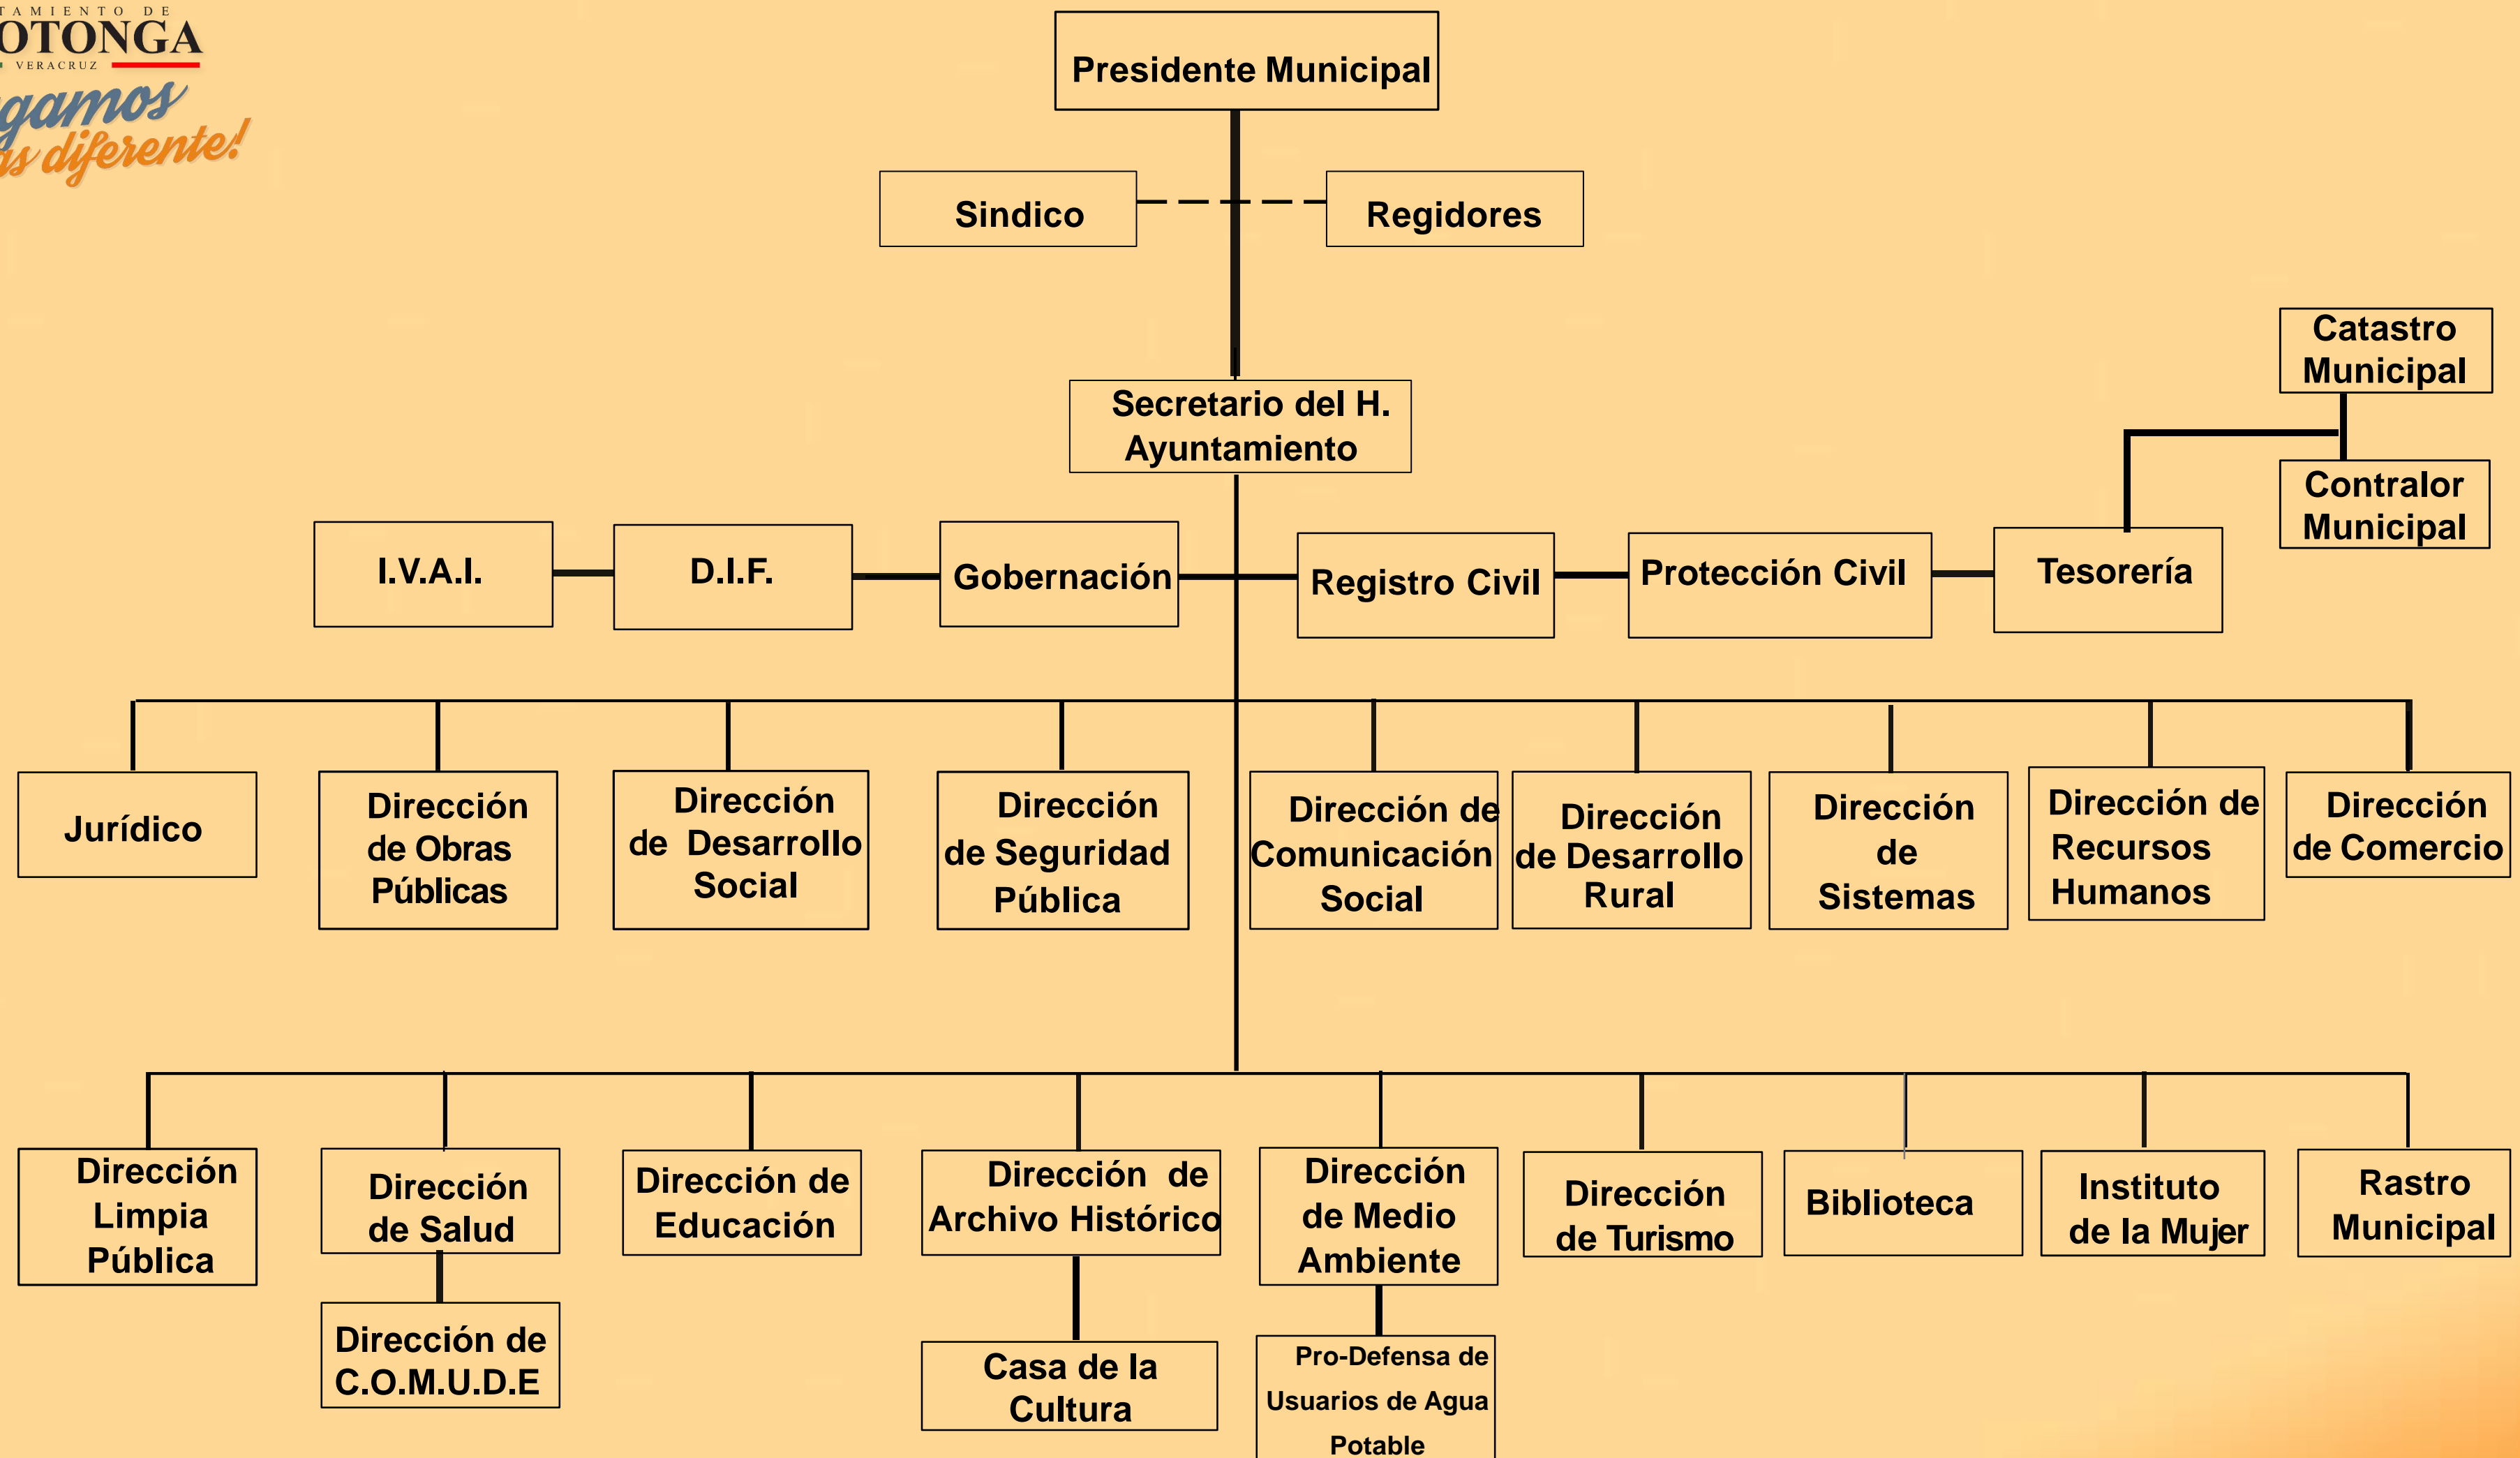 VERACRUZ
diferente!
Presidente Municipal
Sindico
Regidores
Catastro
Municipal
Secretario del H.
Ayuntamiento
Contralor
Municipal
I.V.A.I.
D.I.F.
Gobernación
Registro Civil
Protección Civil
Tesorería
Jurídico
Dirección
de Obras
Públicas
Dirección
de Desarrollo
Social
Dirección
de Seguridad
Pública
Dirección de
Comunicación
Social
Dirección
de Desarrollo
Rural
Dirección
de
Sistemas
Dirección de
Recursos
Humanos
Dirección
de Comercio
Dirección
Limpia
Pública
Dirección
de Salud
Dirección de
Educación
Dirección de
Archivo Histórico
Dirección
de Medio
Ambiente
Dirección
de Turismo
Biblioteca
Instituto
de la Mujer
Rastro
Municipal
Dirección de
C.O.M.U.D.E
Casa de la
Cultura
Pro-Defensa de
Usuarios de Agua
Potable